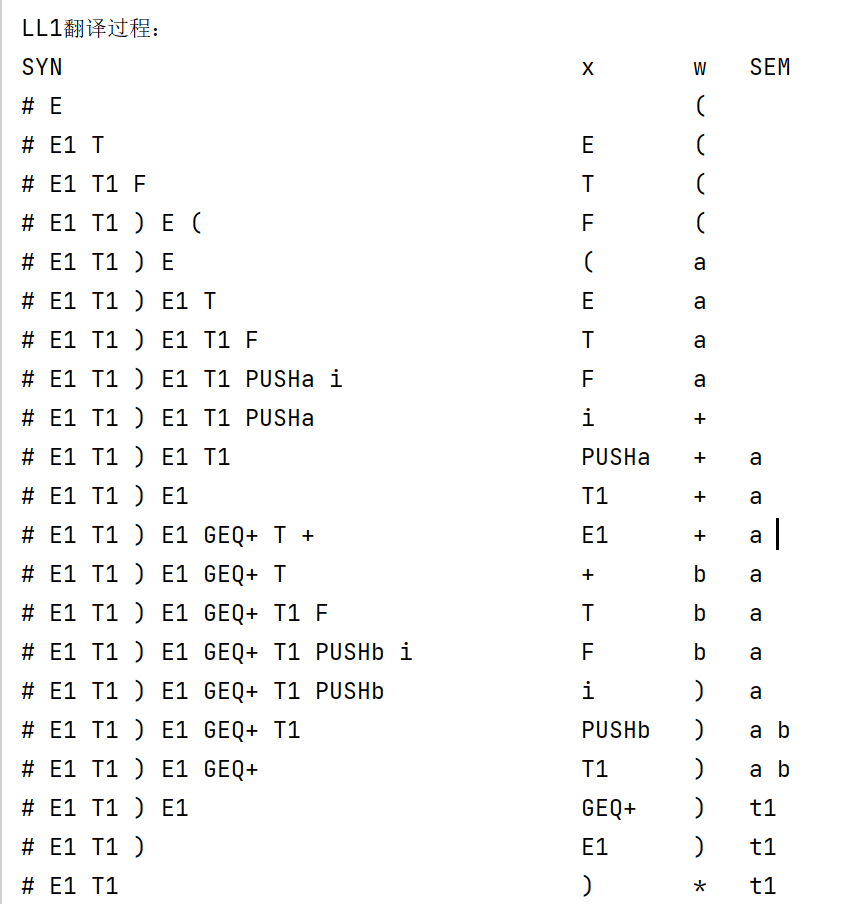 LL1翻译过程:
SYN x w SEM
# E (
# E1 T E (
# E1 T1 F T (
# E1 T1 ) E ( F (
# E1 T1 ) E ( a
# E1 T1 ) E1 T E a
# E1 T1 ) E1 T1 F T a
# E1 T1 ) E1 T1 PUSHa i F a
# E1 T1 ) E1 T1 PUSHa i +
# E1 T1 ) E1 T1 PUSHa + a
# E1 T1 ) E1 T1 + a
# E1 T1 ) E1 GEQ+ T + E1 + a
# E1 T1 ) E1 GEQ+ T + b a
# E1 T1 ) E1 GEQ+ T1 F T b a
# E1 T1 ) E1 GEQ+ T1 PUSHb i F b a
# E1 T1 ) E1 GEQ+ T1 PUSHb i ) a
# E1 T1 ) E1 GEQ+ T1 PUSHb ) a b
# E1 T1 ) E1 GEQ+ T1 ) a b
# E1 T1 ) E1 GEQ+ ) t1
# E1 T1 ) E1 ) t1
# E1 T1 ) * t1